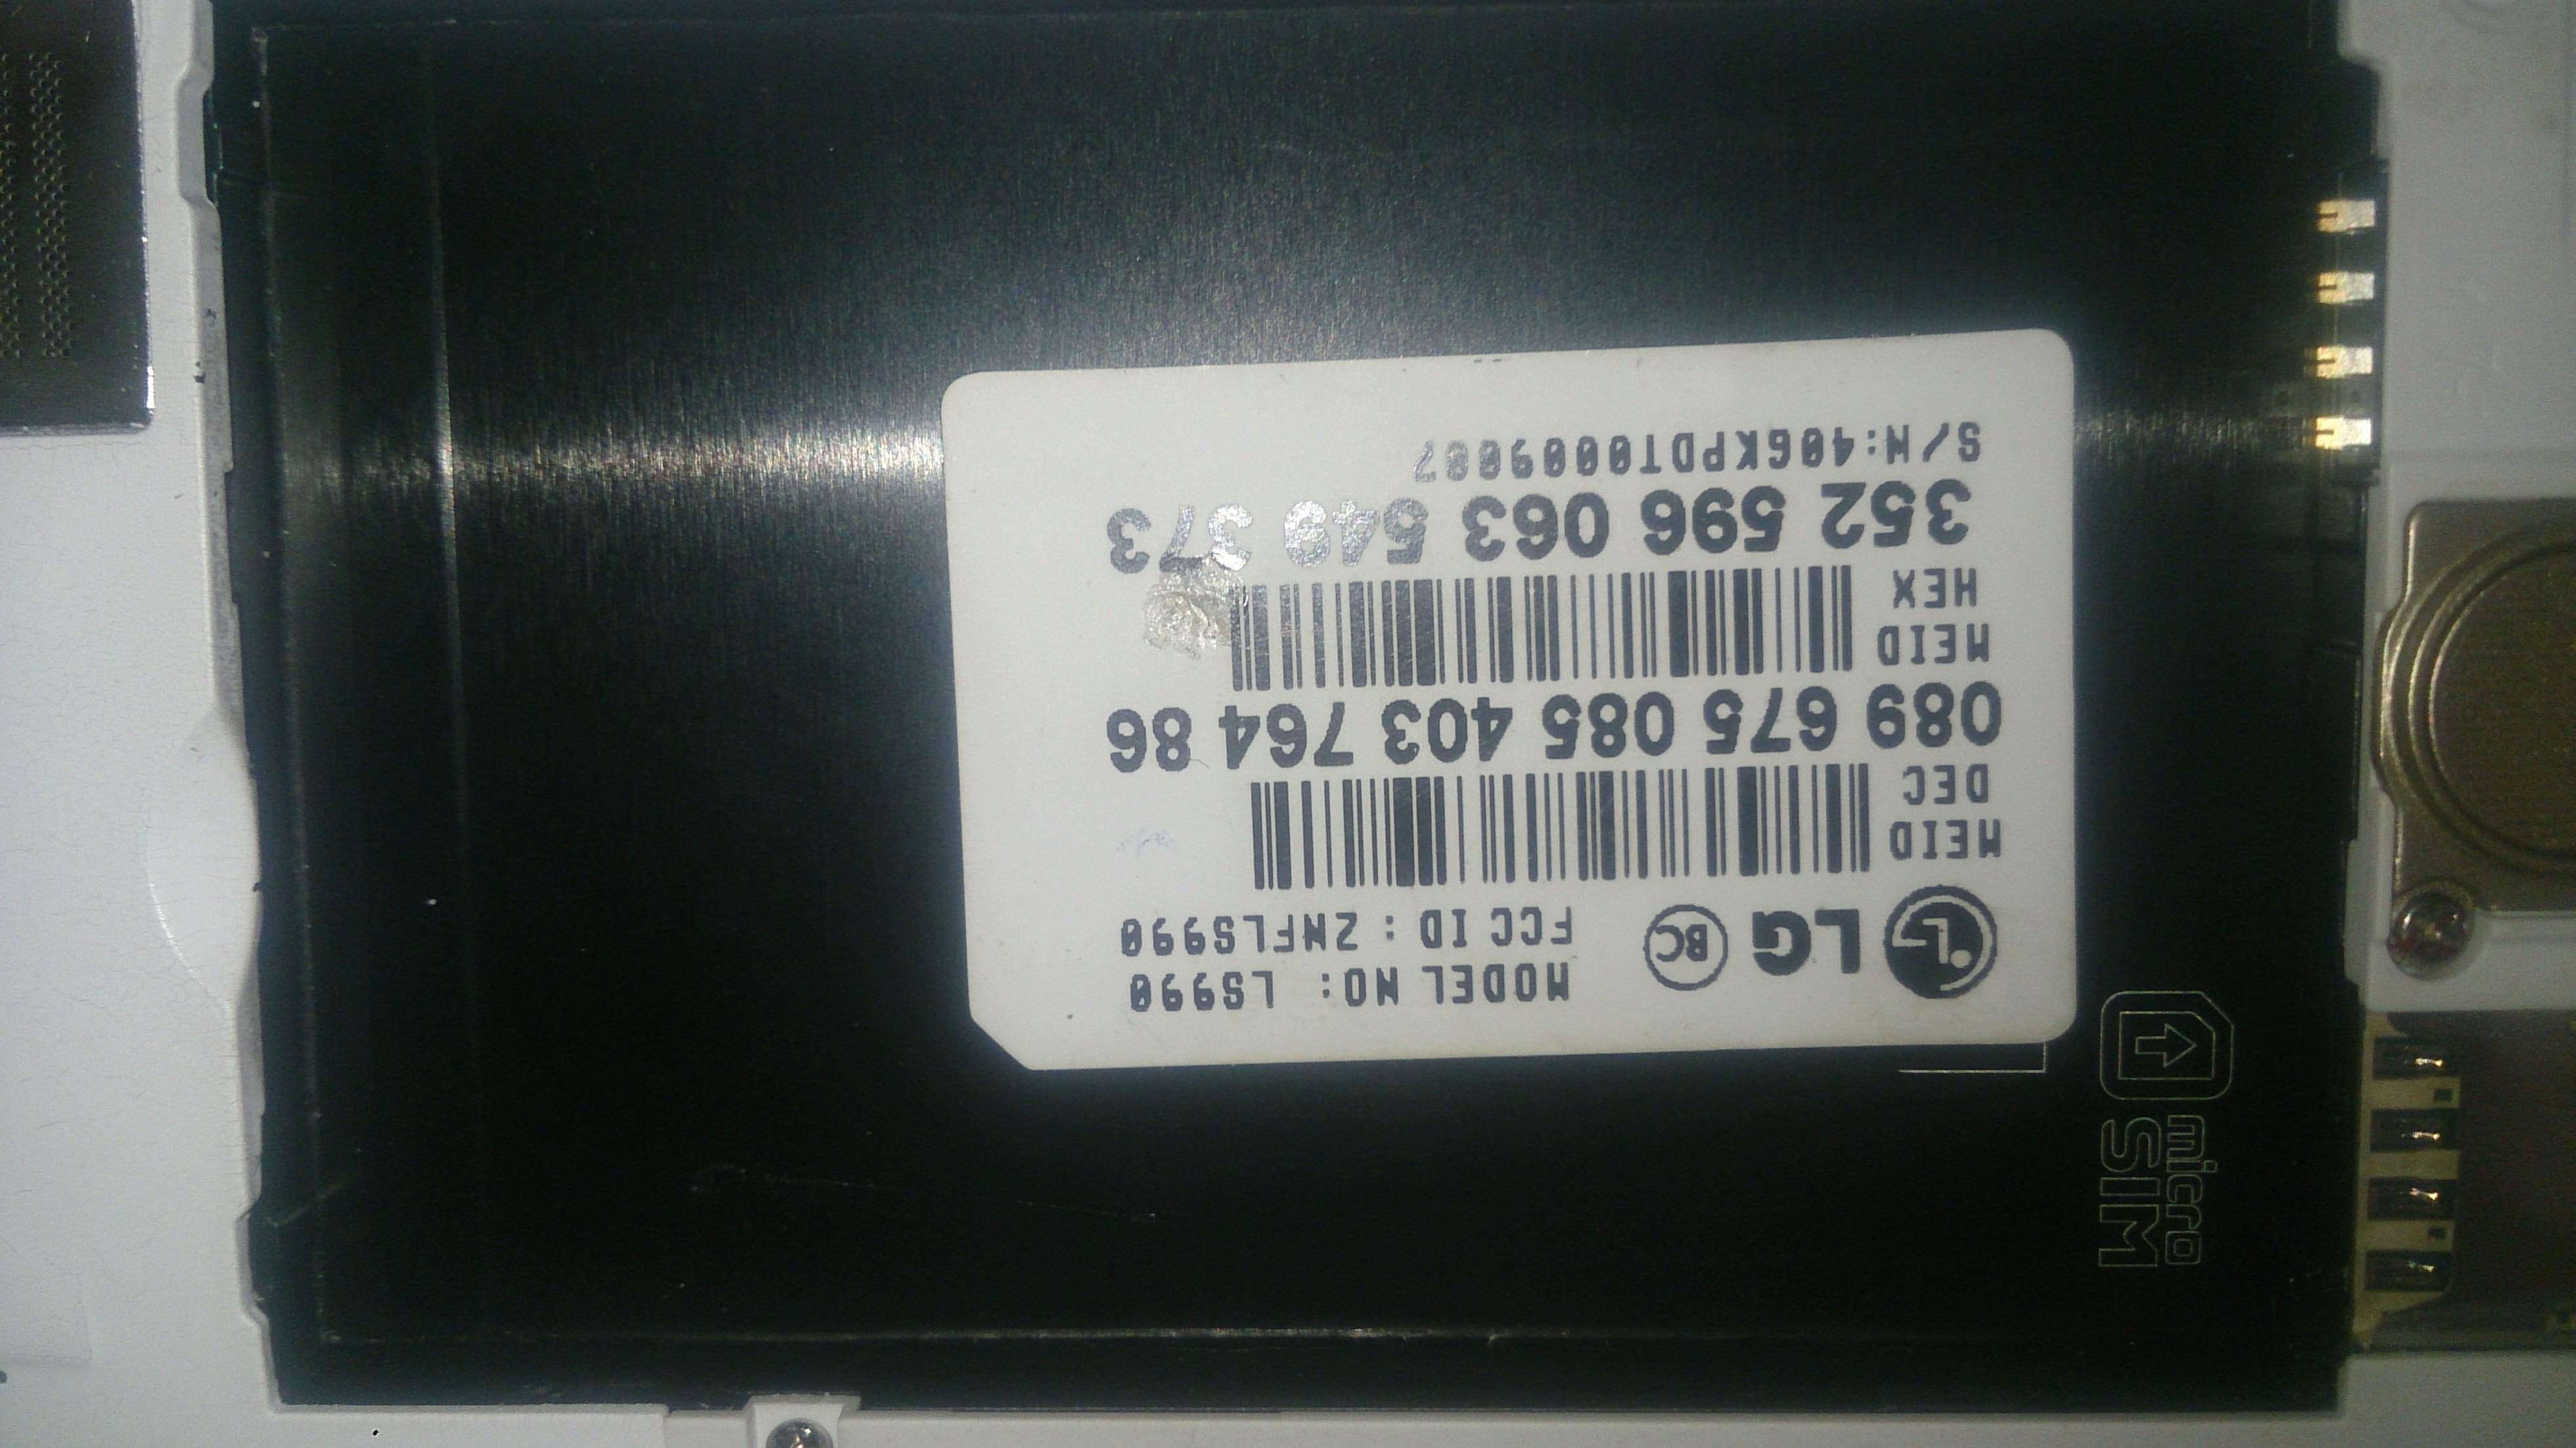 LG BC MODEL NO: LS990
FCC ID: ZNFLS990
MEID
DEC
089 675 085 403 764 86
MEID
HEX
352 596 063 549 373
micro
SIM